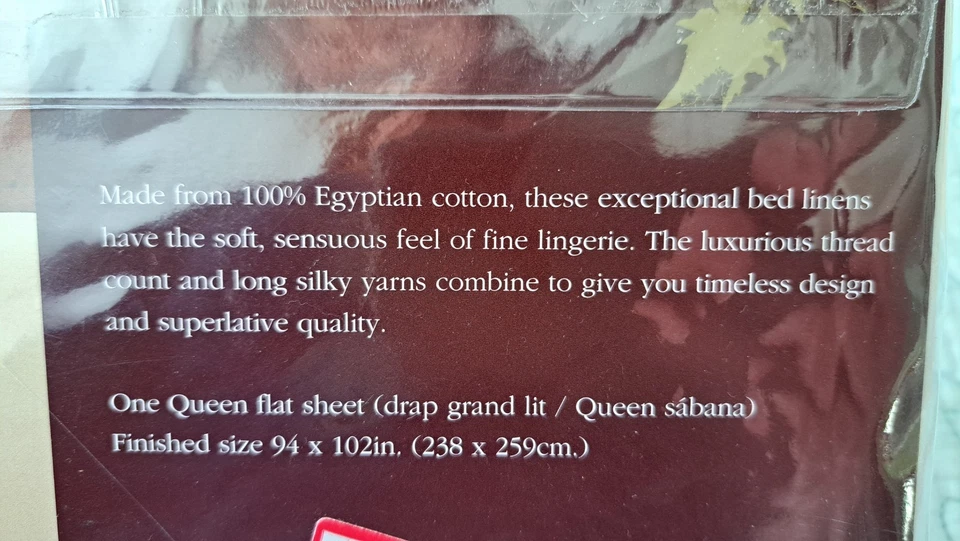 Made from 100% Egyptian cotton, these exceptional bed linens
have the soft, sensuous feel of fine lingerie. The luxurious thread
count and long silky yarns combine to give you timeless design
and superlative quality.
One Queen flat sheet (drap grand lit / Queen sábana)
Finished size 94 x 102in. (238 x 259cm.)